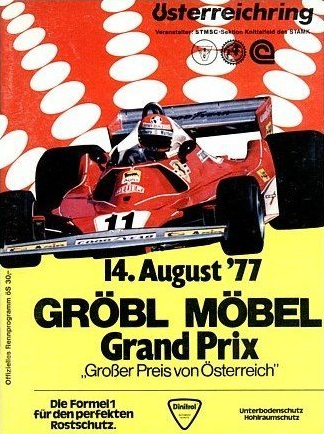 Österreichring
Veranstalter: STMSC-Sektion Knittelfeld des STAMK
11
GOODYEAR
14. August '77
GRÖBL MÖBEL
Grand Prix
„Großer Preis von Österreich”
Offizielles Rennprogramm öS 30,-
Die Formel 1
für den perfekten
Rostschutz.
Dinitrol
Unterbodenschutz
Hohlraumschutz